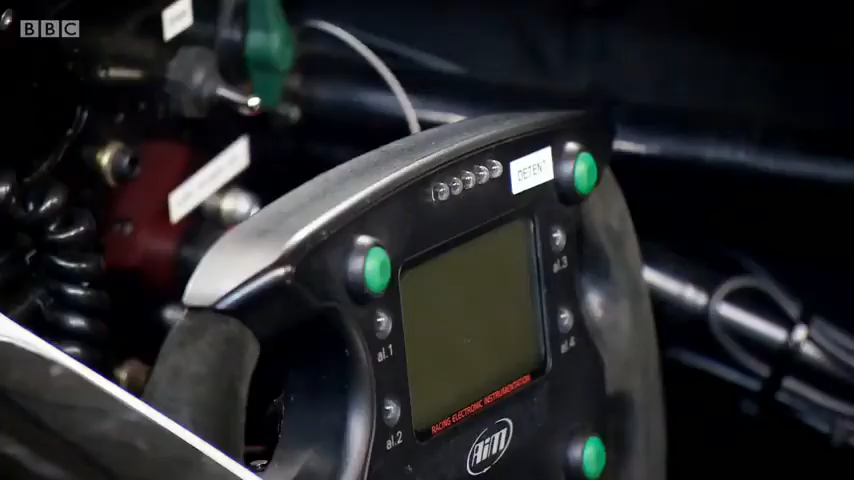 BBC
DETENT
al.3
al.1
al.4
al.2
RACING ELECTRONIC INSTRUMENTATION
AiM